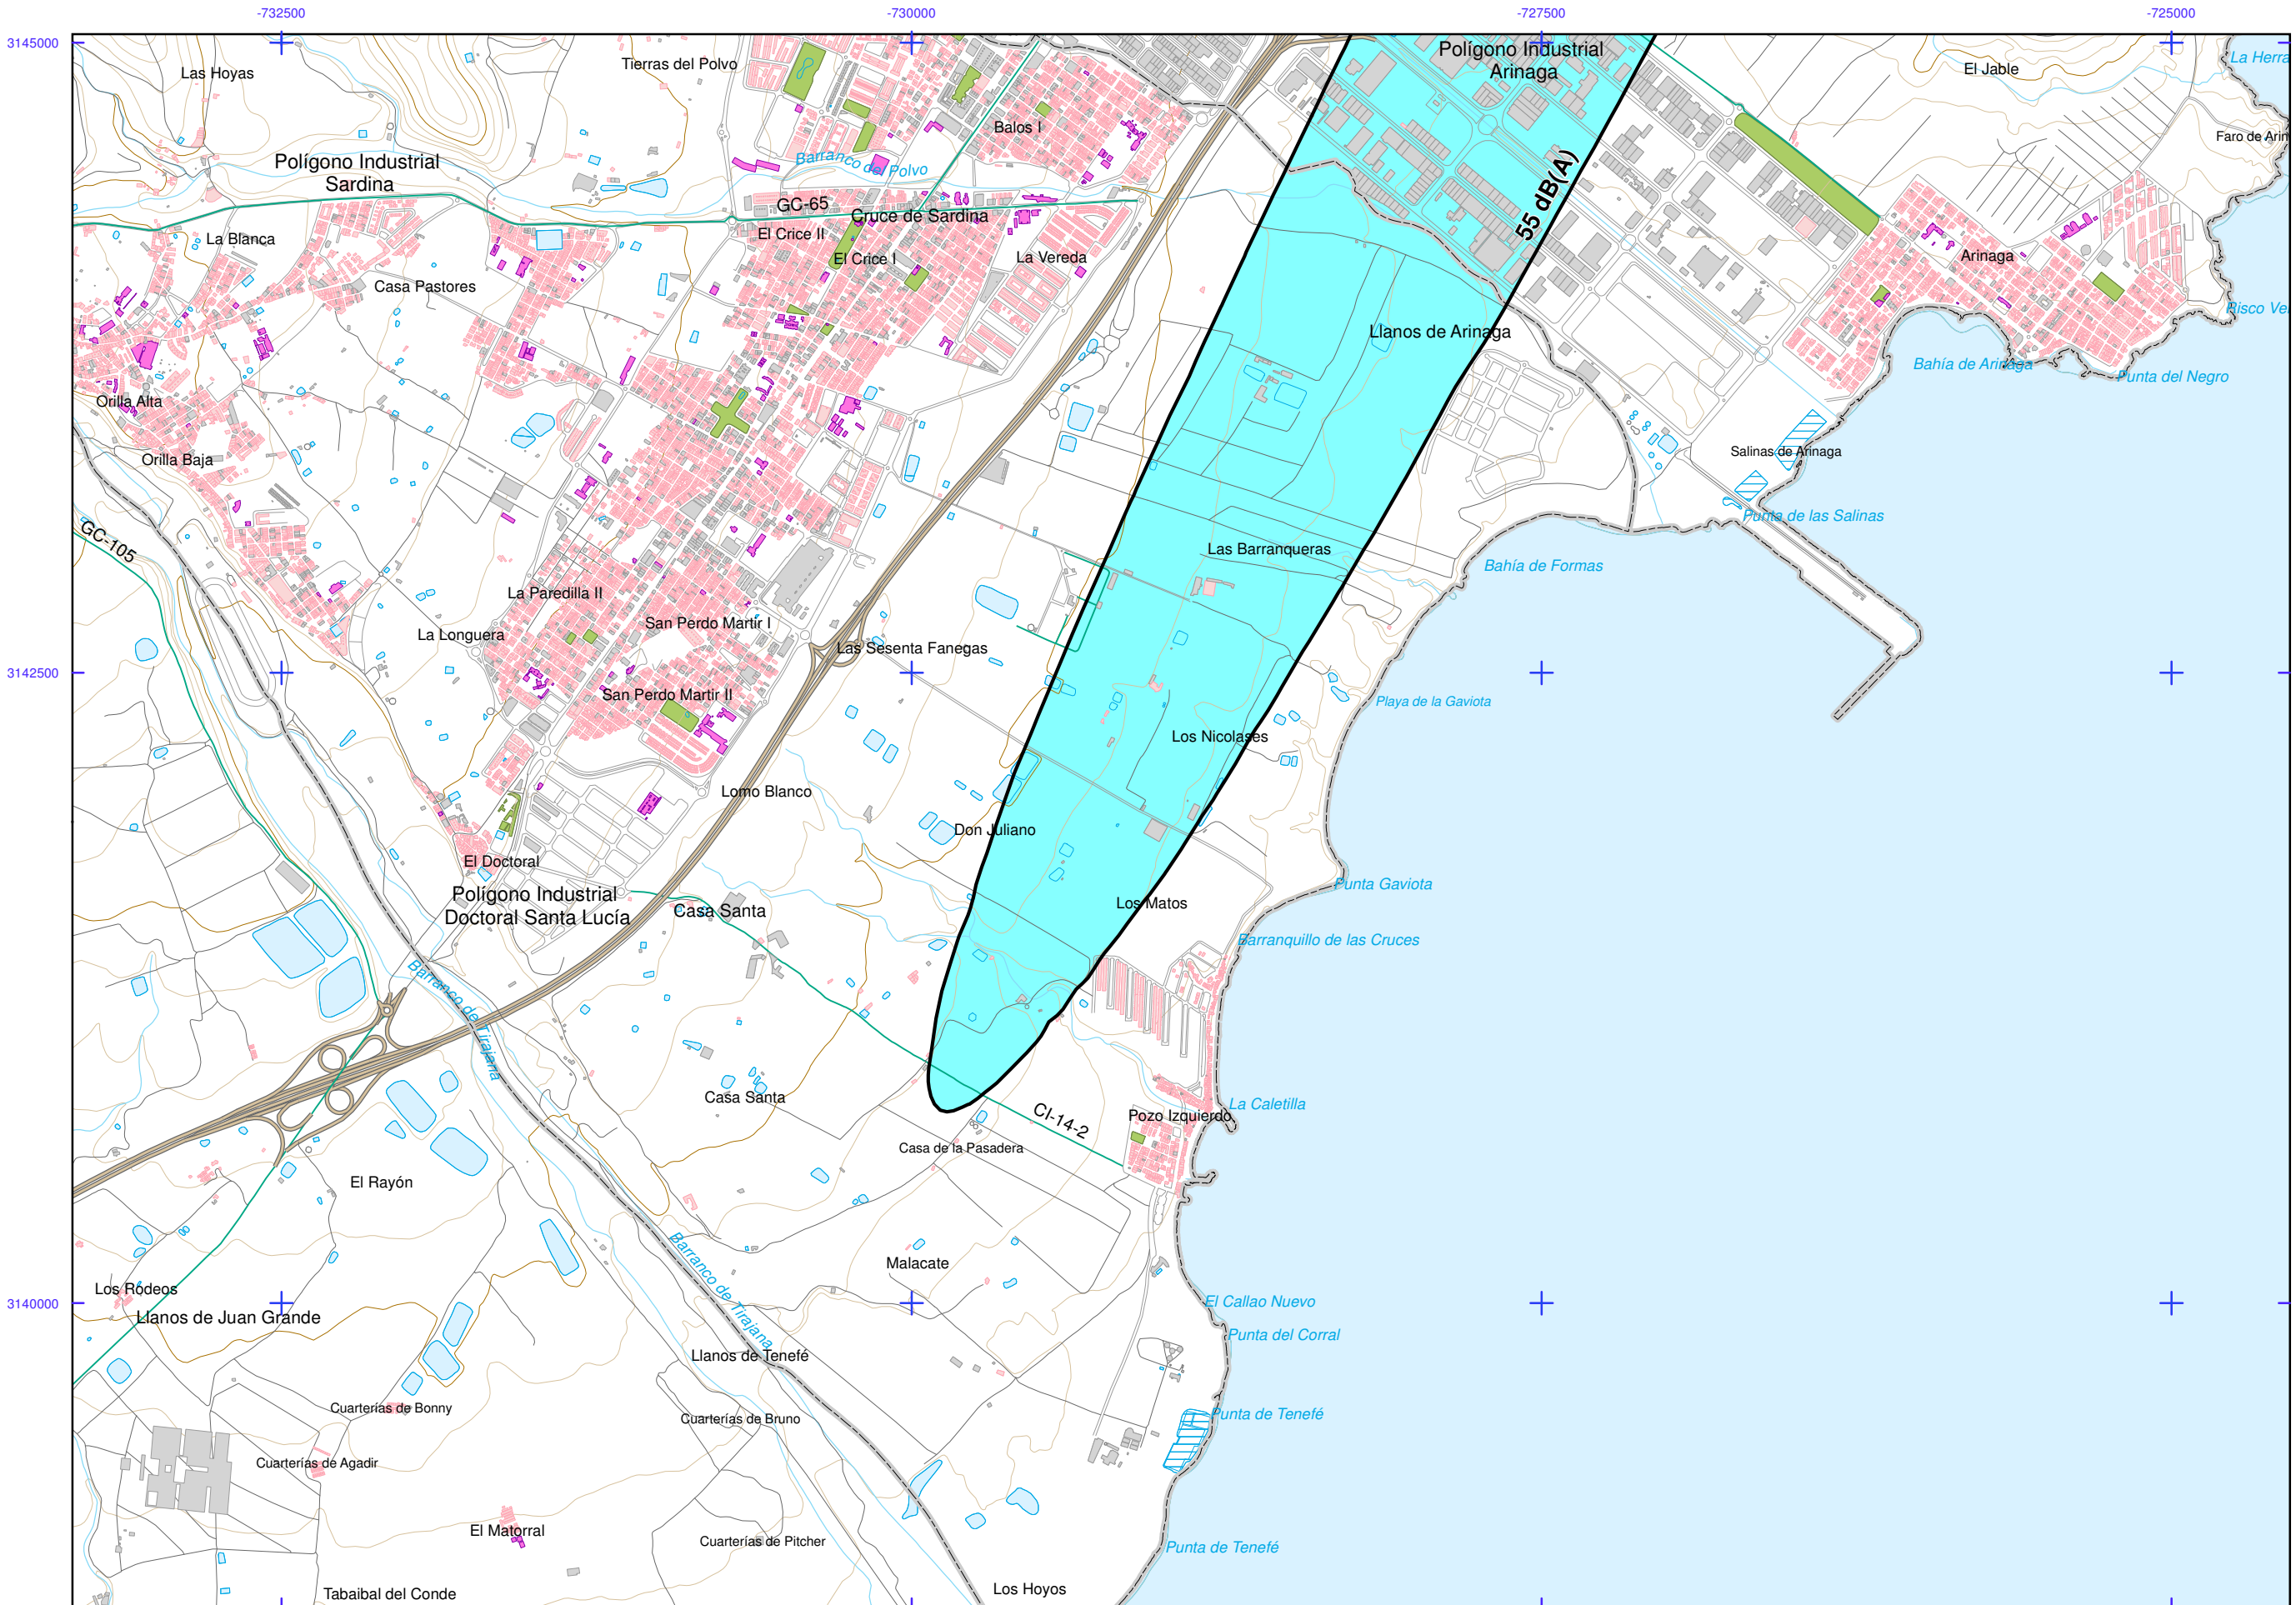 -732500
-730000
-727500
-725000
3145000
Las Hoyas
Tierras del Polvo
Polígono Industrial
Arinaga
El Jable
La Herra
Balos I
Faro de Arin
Polígono Industrial
Sardina
Barranco del Polvo
55 dB(A)
GC-65
Cruce de Sardina
El Crice II
La Blanca
El Crice I
La Vereda
Arinaga
Casa Pastores
Risco Ve
Llanos de Arinaga
Bahía de Arinaga
Punta del Negro
Orilla Alta
Orilla Baja
Salinas de Arinaga
Punta de las Salinas
GC-105
Las Barranqueras
Bahía de Formas
La Paredilla II
San Perdo Martir I
La Longuera
Las Sesenta Fanegas
3142500
San Perdo Martir II
Playa de la Gaviota
Los Nicolases
Lomo Blanco
Don Juliano
El Doctoral
Punta Gaviota
Polígono Industrial
Doctoral Santa Lucía
Casa Santa
Los Matos
Barranquillo de las Cruces
Barranco de Tirajana
Casa Santa
La Caletilla
CI-14-2
Pozo Izquierdo
Casa de la Pasadera
El Rayón
Barranco de Tirajana
Malacate
Los Rodeos
3140000
El Callao Nuevo
Llanos de Juan Grande
Punta del Corral
Llanos de Tenefé
Cuarterías de Bonny
Cuarterías de Bruno
Punta de Tenefé
Cuarterías de Agadir
El Matorral
Cuarterías de Pitcher
Punta de Tenefé
Tabaibal del Conde
Los Hoyos